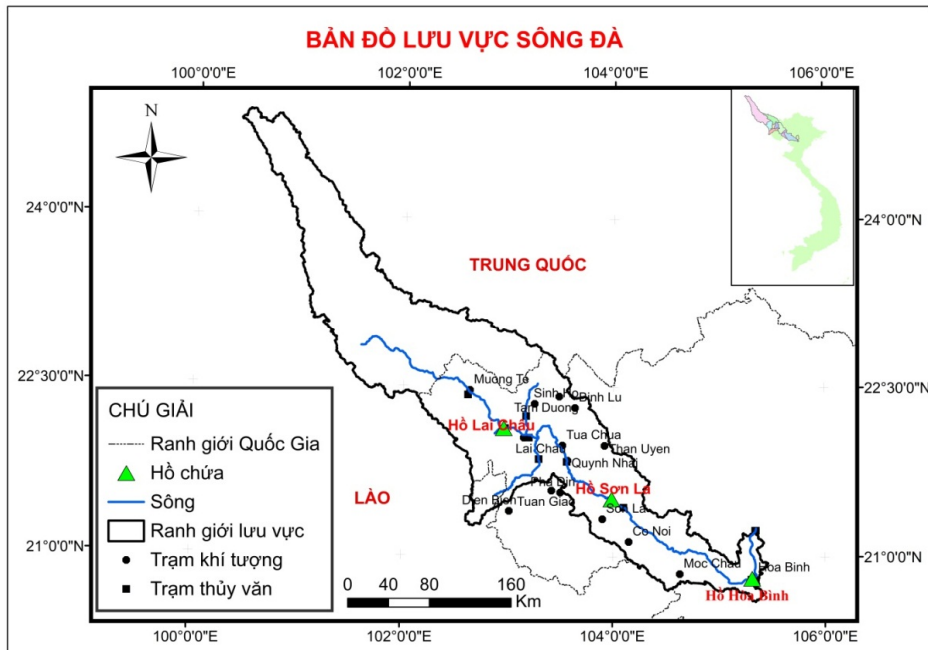 BẢN ĐỒ LƯU VỰC SÔNG ĐÀ
100°0'0"E 102°0'0"E 104°0'0"E 106°0'0"E
N
24°0'0"N 24°0'0"N
TRUNG QUỐC
22°30'0"N 22°30'0"N
Muong Te
Sinh Ho
Binh Lu
Tam Duong
Hồ Lai Châu
Tua Chua
Lai Chau
Than Uyen
Quynh Nhai
Pha Din
Hồ Sơn La
LÀO
Dien Bien
Tuan Giao
Son La
Co Noi
21°0'0"N 21°0'0"N
Moc Chau
Hoa Binh
Hồ Hòa Bình
CHÚ GIẢI
Ranh giới Quốc Gia
Hồ chứa
Sông
Ranh giới lưu vực
Trạm khí tượng
Trạm thủy văn
0 40 80 160
Km
100°0'0"E 102°0'0"E 104°0'0"E 106°0'0"E